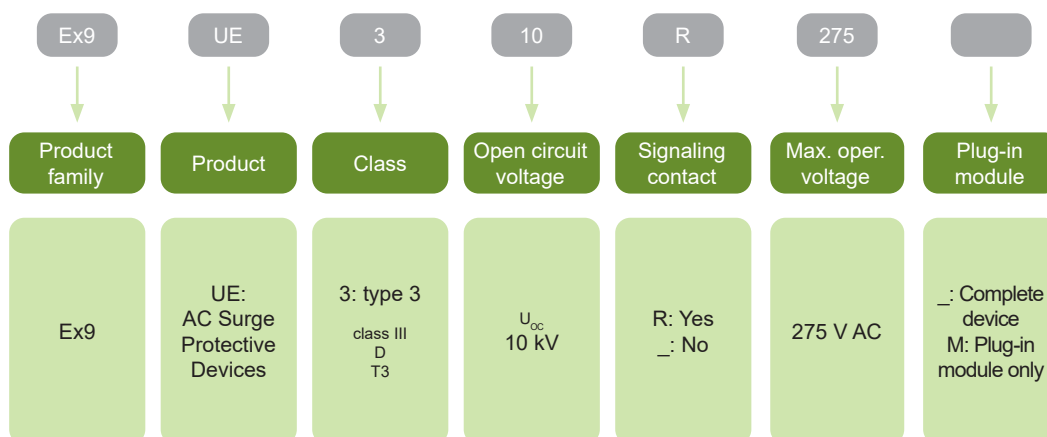 Ex9
UE
3
10
R
275
Product
family
Product
Class
Open circuit
voltage
Signaling
contact
Max. oper.
voltage
Plug-in
module
Ex9
UE:
AC Surge
Protective
Devices
3: type 3
class III
D
T3
UOC
10 kV
R: Yes
_: No
275 V AC
_: Complete
device
M: Plug-in
module only